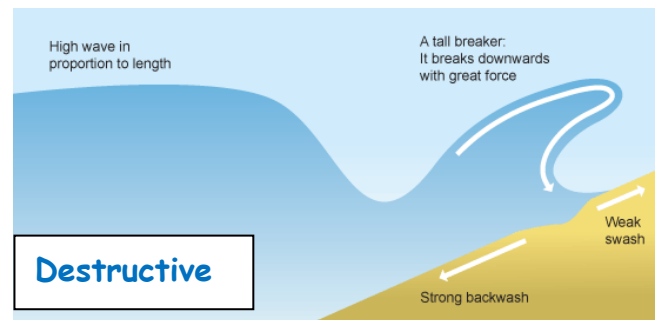 High wave in
proportion to length
A tall breaker:
It breaks downwards
with great force
Weak
swash
Destructive
Strong backwash